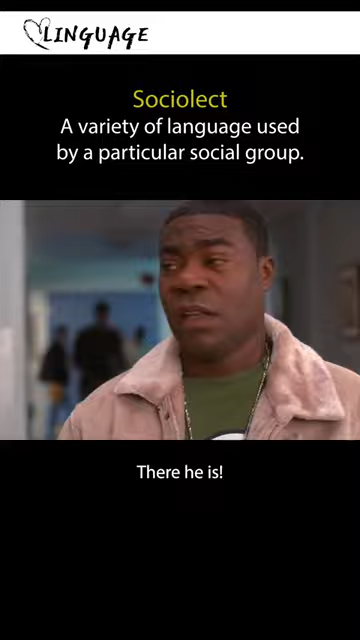 LINGUAGE
Sociolect
A variety of language used
by a particular social group.
There he is!